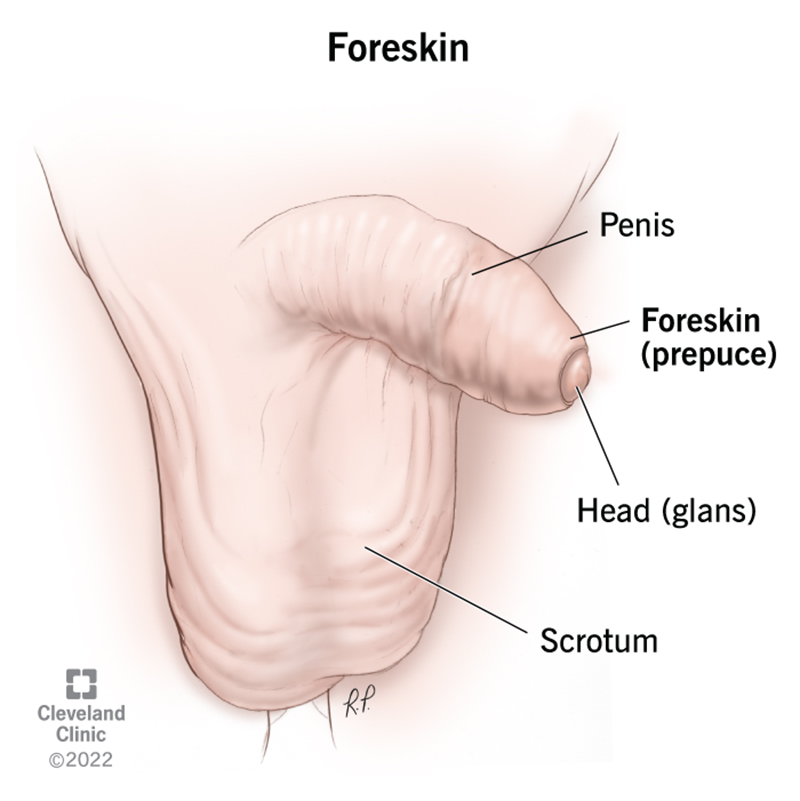 Foreskin
Penis
Foreskin
(prepuce)
Head (glans)
Scrotum
R.P.
Cleveland
Clinic
©2022